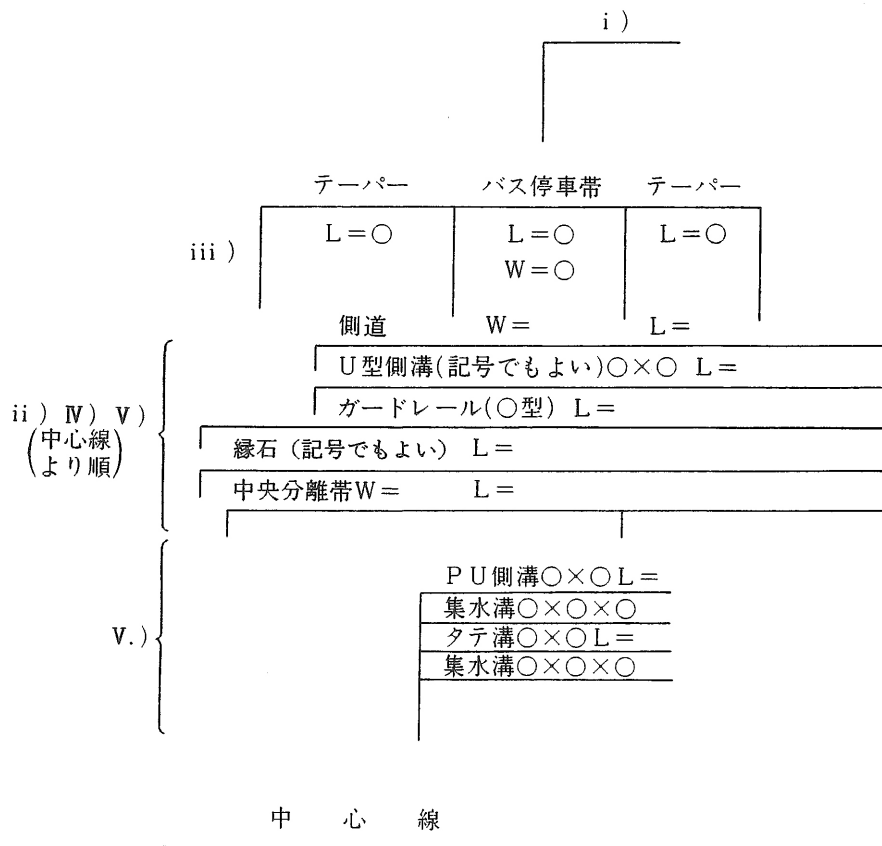 i)
テーパー バス停車帯 テーパー
iii) L=○ L=○ L=○
W=○
側道 W= L=
U型側溝(記号でもよい)○×○ L=
ii) Ⅳ) Ⅴ) ガードレール(○型) L=
(中心線より順) 縁石(記号でもよい) L=
中央分離帯W= L=
PU側溝○×○L=
集水溝○×○×○
Ⅴ.) タテ溝○×○L=
集水溝○×○×○
中心線